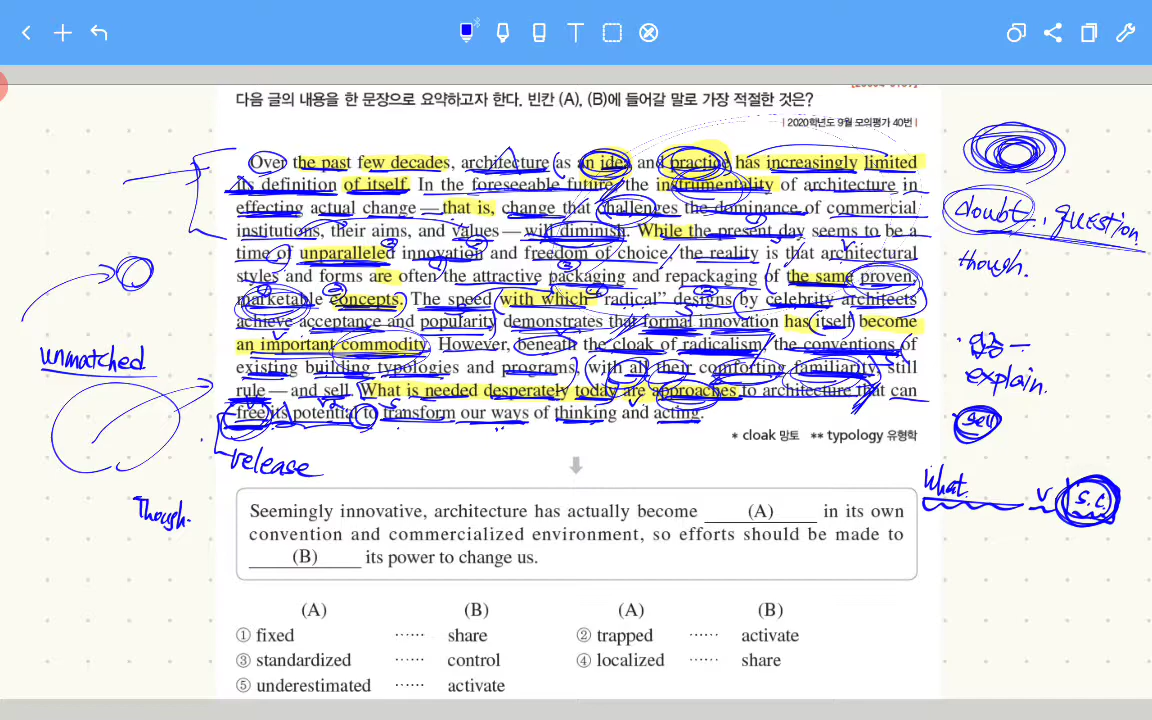 다음 글의 내용을 한 문장으로 요약하고자 한다. 빈칸 (A), (B)에 들어갈 말로 가장 적절한 것은?
| 2020학년도 9월 모의평가 40번 |
Over the past few decades, architecture as an idea and practice has increasingly limited
its definition of itself. In the foreseeable future, the instrumentality of architecture in
effecting actual change — that is, change that challenges the dominance of commercial
institutions, their aims, and values — will diminish. While the present day seems to be a
time of unparalleled innovation and freedom of choice, the reality is that architectural
styles and forms are often the attractive packaging and repackaging of the same proven,
marketable concepts. The speed with which "radical" designs by celebrity architects
achieve acceptance and popularity demonstrates that formal innovation has itself become
an important commodity. However, beneath the cloak of radicalism, the conventions of
existing building typologies and programs, with all their comforting familiarity, still
rule — and sell. What is needed desperately today are approaches to architecture that can
free its potential to transform our ways of thinking and acting.
* cloak 망토 ** typology 유형학
doubt, question
though.
unmatched
explain.
sell
release
What
V
S.C.
Though.
Seemingly innovative, architecture has actually become (A) in its own
convention and commercialized environment, so efforts should be made to
(B) its power to change us.
(A) (B) (A) (B)
① fixed ...... share ② trapped ...... activate
③ standardized ...... control ④ localized ...... share
⑤ underestimated ...... activate